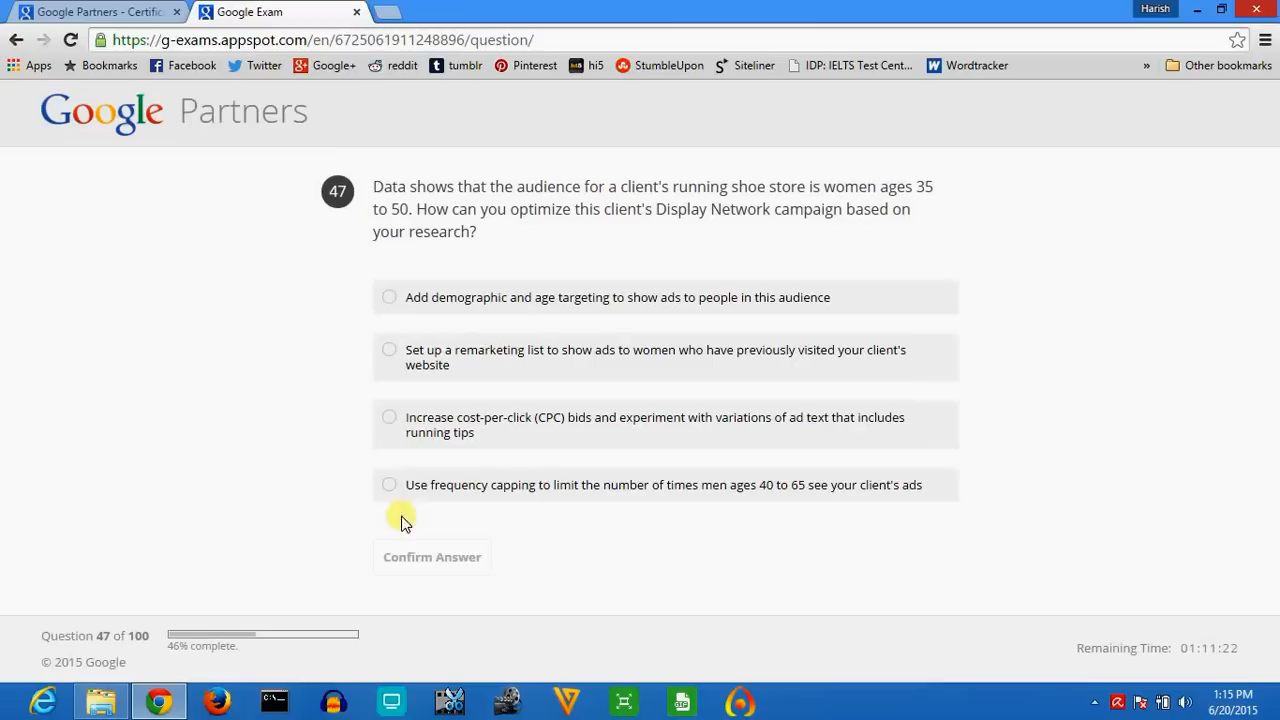 Google Partners - Certific
Google Exam
Harish
https://g-exams.appspot.com/en/6725061911248896/question/
Apps
Bookmarks
Facebook
Twitter
Google+
reddit
tumblr
Pinterest
hi5
StumbleUpon
Siteliner
IDP: IELTS Test Cent...
Wordtracker
»
Other bookmarks
Google Partners
47
Data shows that the audience for a client's running shoe store is women ages 35
to 50. How can you optimize this client's Display Network campaign based on
your research?
Add demographic and age targeting to show ads to people in this audience
Set up a remarketing list to show ads to women who have previously visited your client's
website
Increase cost-per-click (CPC) bids and experiment with variations of ad text that includes
running tips
Use frequency capping to limit the number of times men ages 40 to 65 see your client's ads
Confirm Answer
Question 47 of 100
46% complete.
© 2015 Google
Remaining Time: 01:11:22
1:15 PM
6/20/2015